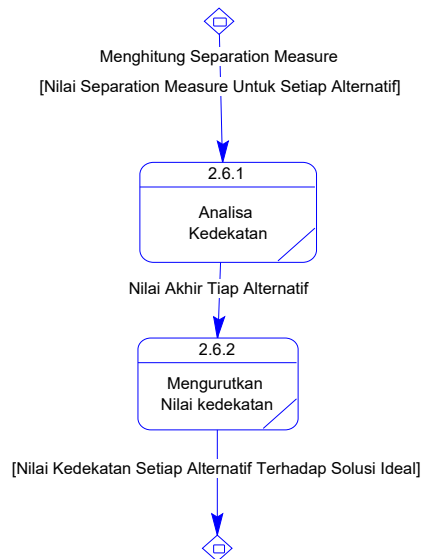 Menghitung Separation Measure
[Nilai Separation Measure Untuk Setiap Alternatif]
2.6.1
Analisa
Kedekatan
Nilai Akhir Tiap Alternatif
2.6.2
Mengurutkan
Nilai kedekatan
[Nilai Kedekatan Setiap Alternatif Terhadap Solusi Ideal]